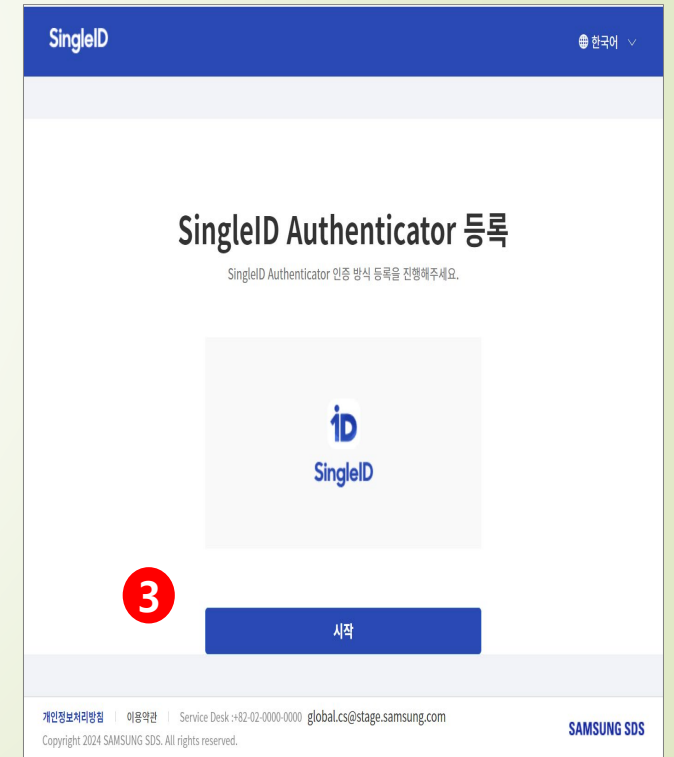 SingleID
한국어
SingleID Authenticator 등록
SingleID Authenticator 인증 방식 등록을 진행해주세요.
iD
SingleID
3
시작
개인정보처리방침 이용약관 Service Desk :+82-02-0000-0000 global.cs@stage.samsung.com
Copyright 2024 SAMSUNG SDS. All rights reserved.
SAMSUNG SDS